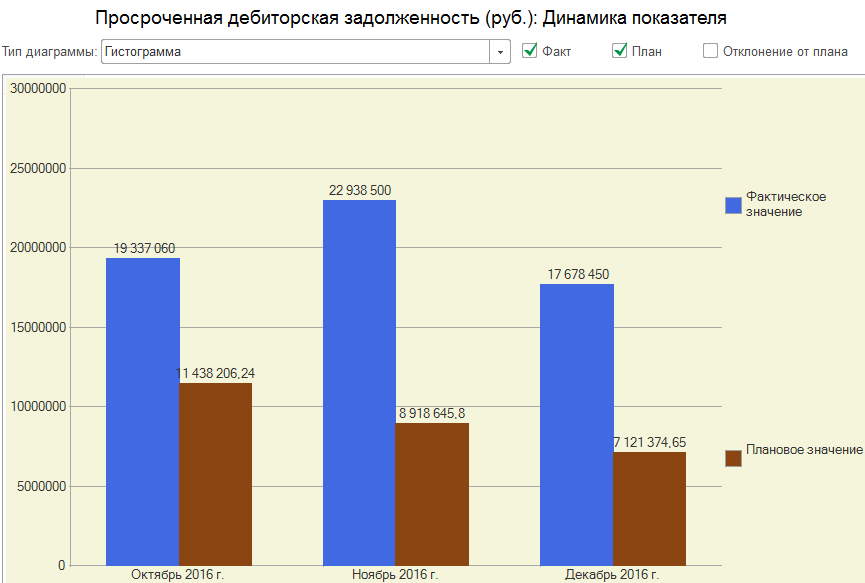 Просроченная дебиторская задолженность (руб.): Динамика показателя
Тип диаграммы: Гистограмма Факт План Отклонение от плана
30000000
25000000
22 938 500
Фактическое
значение
20000000
19 337 060
17 678 450
15000000
11 438 206,24
10000000
8 918 645,8
7 121 374,65
Плановое значение
5000000
0
Октябрь 2016 г. Ноябрь 2016 г. Декабрь 2016 г.